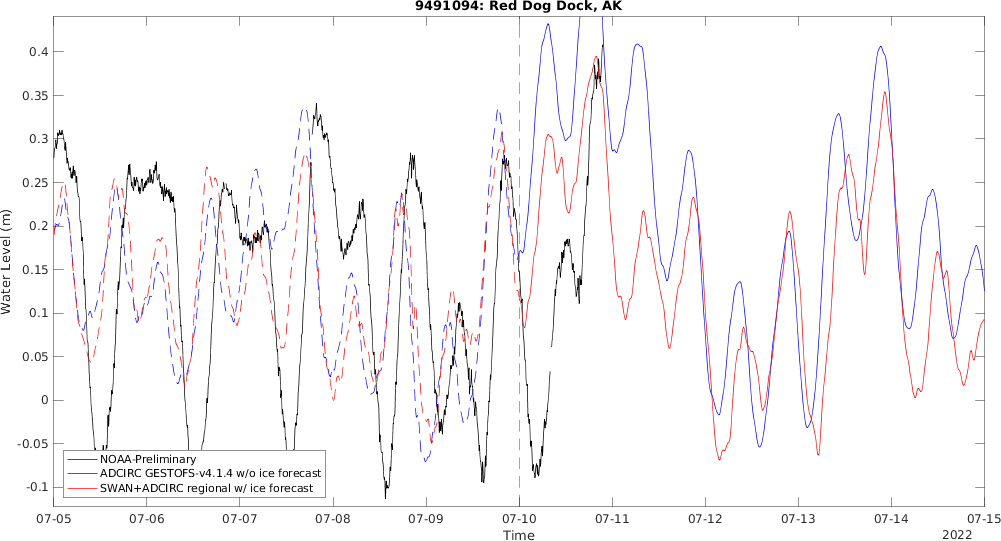 9491094: Red Dog Dock, AK
0.4
0.35
0.3
0.25
0.2
0.15
0.1
0.05
0
-0.05
-0.1
Water Level (m)
NOAA-Preliminary
ADCIRC GESTOFS-v4.1.4 w/o ice forecast
SWAN+ADCIRC regional w/ ice forecast
07-05 07-06 07-07 07-08 07-09 07-10 07-11 07-12 07-13 07-14 07-15
Time
2022